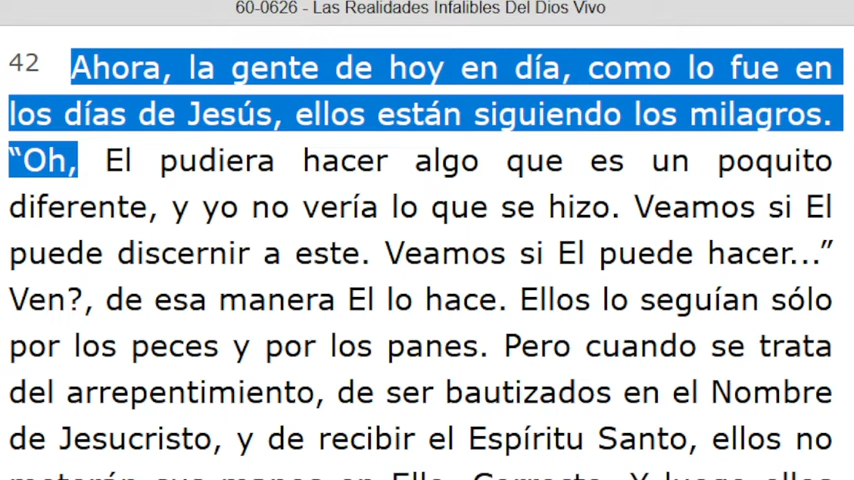 60-0626 - Las Realidades Infalibles Del Dios Vivo
42 Ahora, la gente de hoy en día, como lo fue en
los días de Jesús, ellos están siguiendo los milagros.
“Oh, El pudiera hacer algo que es un poquito
diferente, y yo no vería lo que se hizo. Veamos si El
puede discernir a este. Veamos si El puede hacer...”
Ven?, de esa manera El lo hace. Ellos lo seguían sólo
por los peces y por los panes. Pero cuando se trata
del arrepentimiento, de ser bautizados en el Nombre
de Jesucristo, y de recibir el Espíritu Santo, ellos no